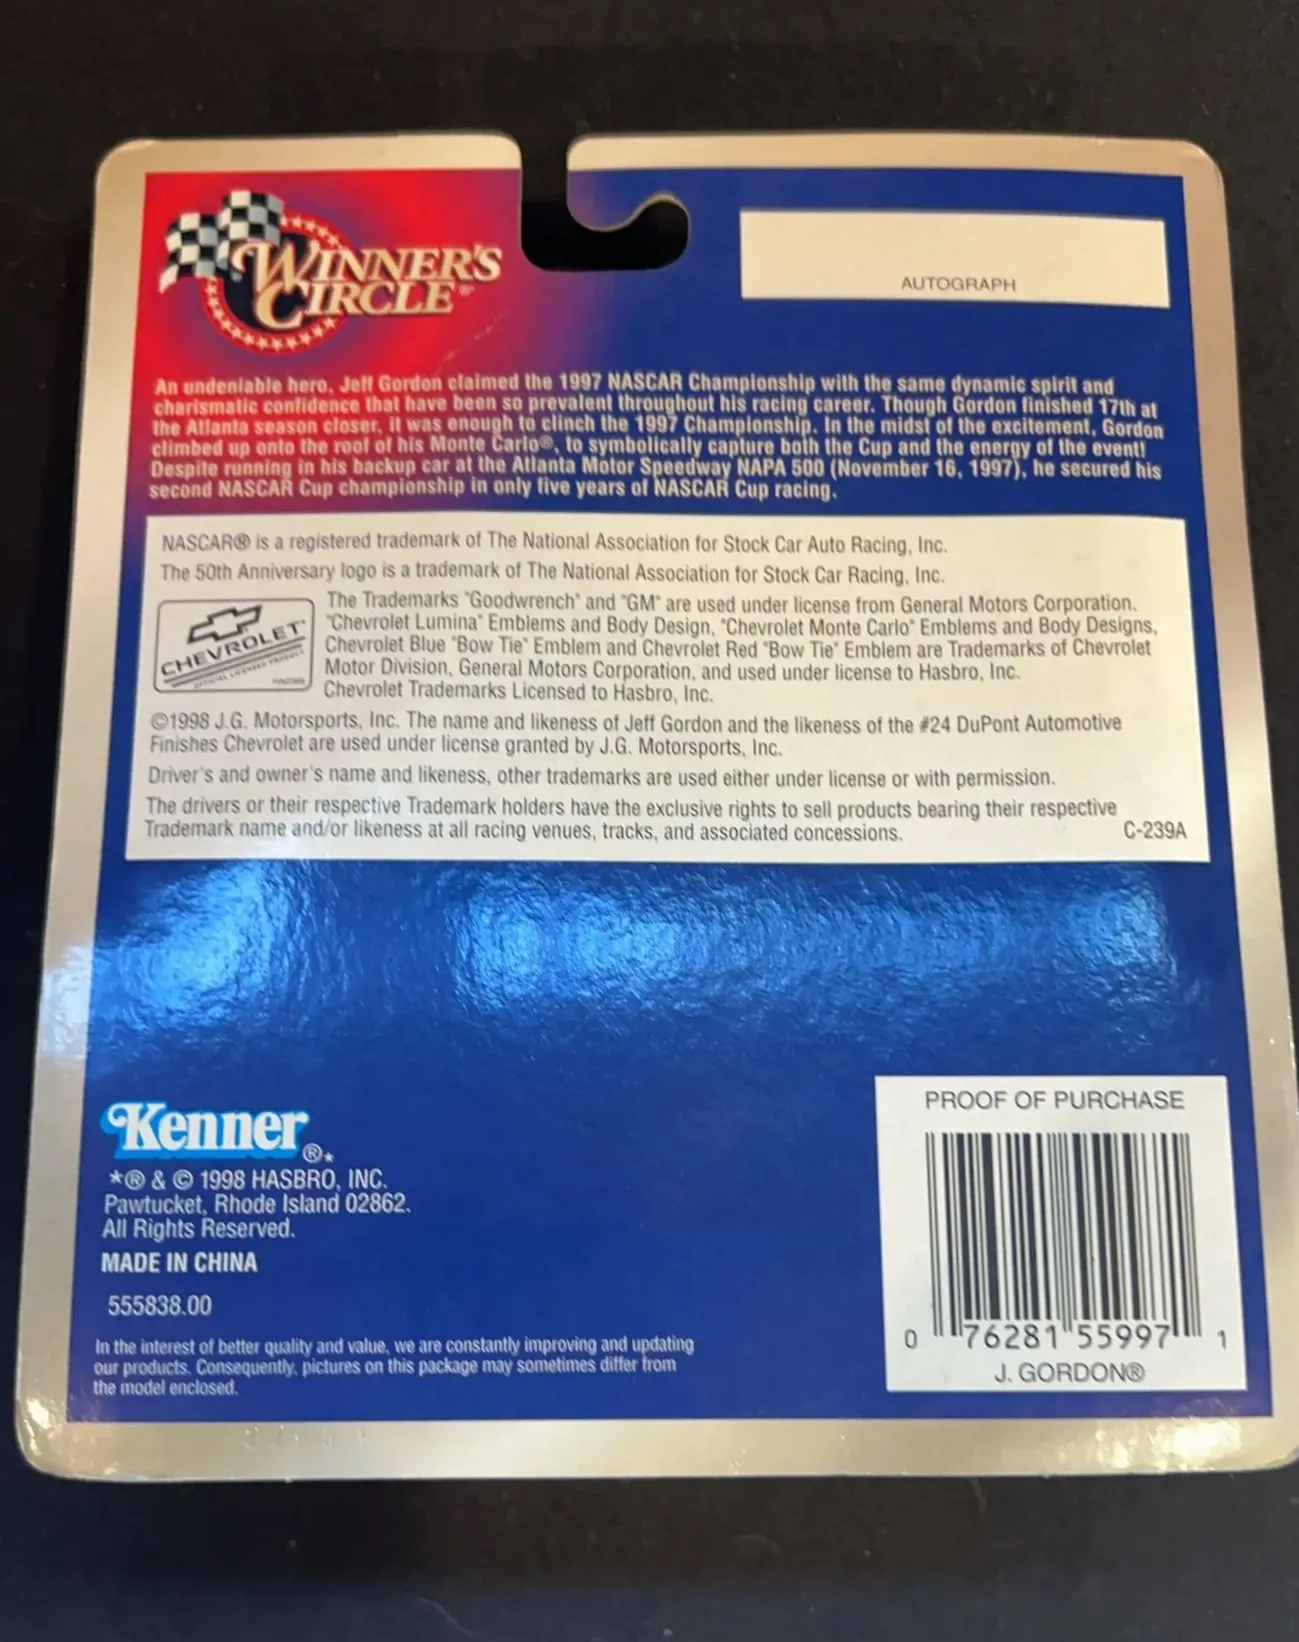 WINNER'S
CIRCLE®
AUTOGRAPH
An undeniable hero, Jeff Gordon claimed the 1997 NASCAR Championship with the same dynamic spirit and
charismatic confidence that have been so prevalent throughout his racing career. Though Gordon finished 17th at
the Atlanta season closer, it was enough to clinch the 1997 Championship. In the midst of the excitement, Gordon
climbed up onto the roof of his Monte Carlo®, to symbolically capture both the Cup and the energy of the event!
Despite running in his backup car at the Atlanta Motor Speedway NAPA 500 (November 16, 1997), he secured his
second NASCAR Cup championship in only five years of NASCAR Cup racing.
NASCAR® is a registered trademark of The National Association for Stock Car Auto Racing, Inc.
The 50th Anniversary logo is a trademark of The National Association for Stock Car Racing, Inc.
CHEVROLET
OFFICIAL LICENSED PRODUCT
The Trademarks "Goodwrench" and "GM" are used under license from General Motors Corporation.
"Chevrolet Lumina" Emblems and Body Design, "Chevrolet Monte Carlo" Emblems and Body Designs,
Chevrolet Blue "Bow Tie" Emblem and Chevrolet Red "Bow Tie" Emblem are Trademarks of Chevrolet
Motor Division, General Motors Corporation, and used under license to Hasbro, Inc.
Chevrolet Trademarks Licensed to Hasbro, Inc.
©1998 J.G. Motorsports, Inc. The name and likeness of Jeff Gordon and the likeness of the #24 DuPont Automotive
Finishes Chevrolet are used under license granted by J.G. Motorsports, Inc.
Driver's and owner's name and likeness, other trademarks are used either under license or with permission.
The drivers or their respective Trademark holders have the exclusive rights to sell products bearing their respective
Trademark name and/or likeness at all racing venues, tracks, and associated concessions.
C-239A
Kenner®*
*® & © 1998 HASBRO, INC.
Pawtucket, Rhode Island 02862.
All Rights Reserved.
MADE IN CHINA
555838.00
In the interest of better quality and value, we are constantly improving and updating
our products. Consequently, pictures on this package may sometimes differ from
the model enclosed.
PROOF OF PURCHASE
0 76281 55997 1
J. GORDON®